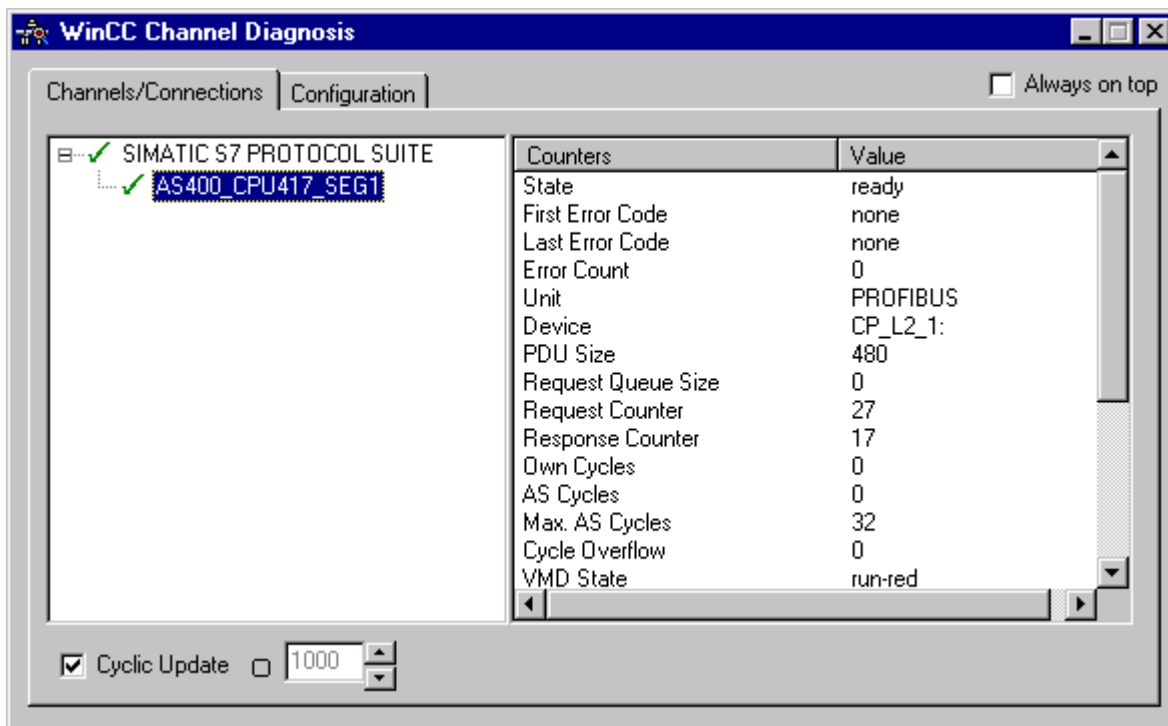 WinCC Channel Diagnosis
Channels/Connections Configuration Always on top
SIMATIC S7 PROTOCOL SUITE
AS400_CPU417_SEG1
Counters Value
State ready
First Error Code none
Last Error Code none
Error Count 0
Unit PROFIBUS
Device CP_L2_1:
PDU Size 480
Request Queue Size 0
Request Counter 27
Response Counter 17
Own Cycles 0
AS Cycles 0
Max. AS Cycles 32
Cycle Overflow 0
VMD State run-red
Cyclic Update 1000